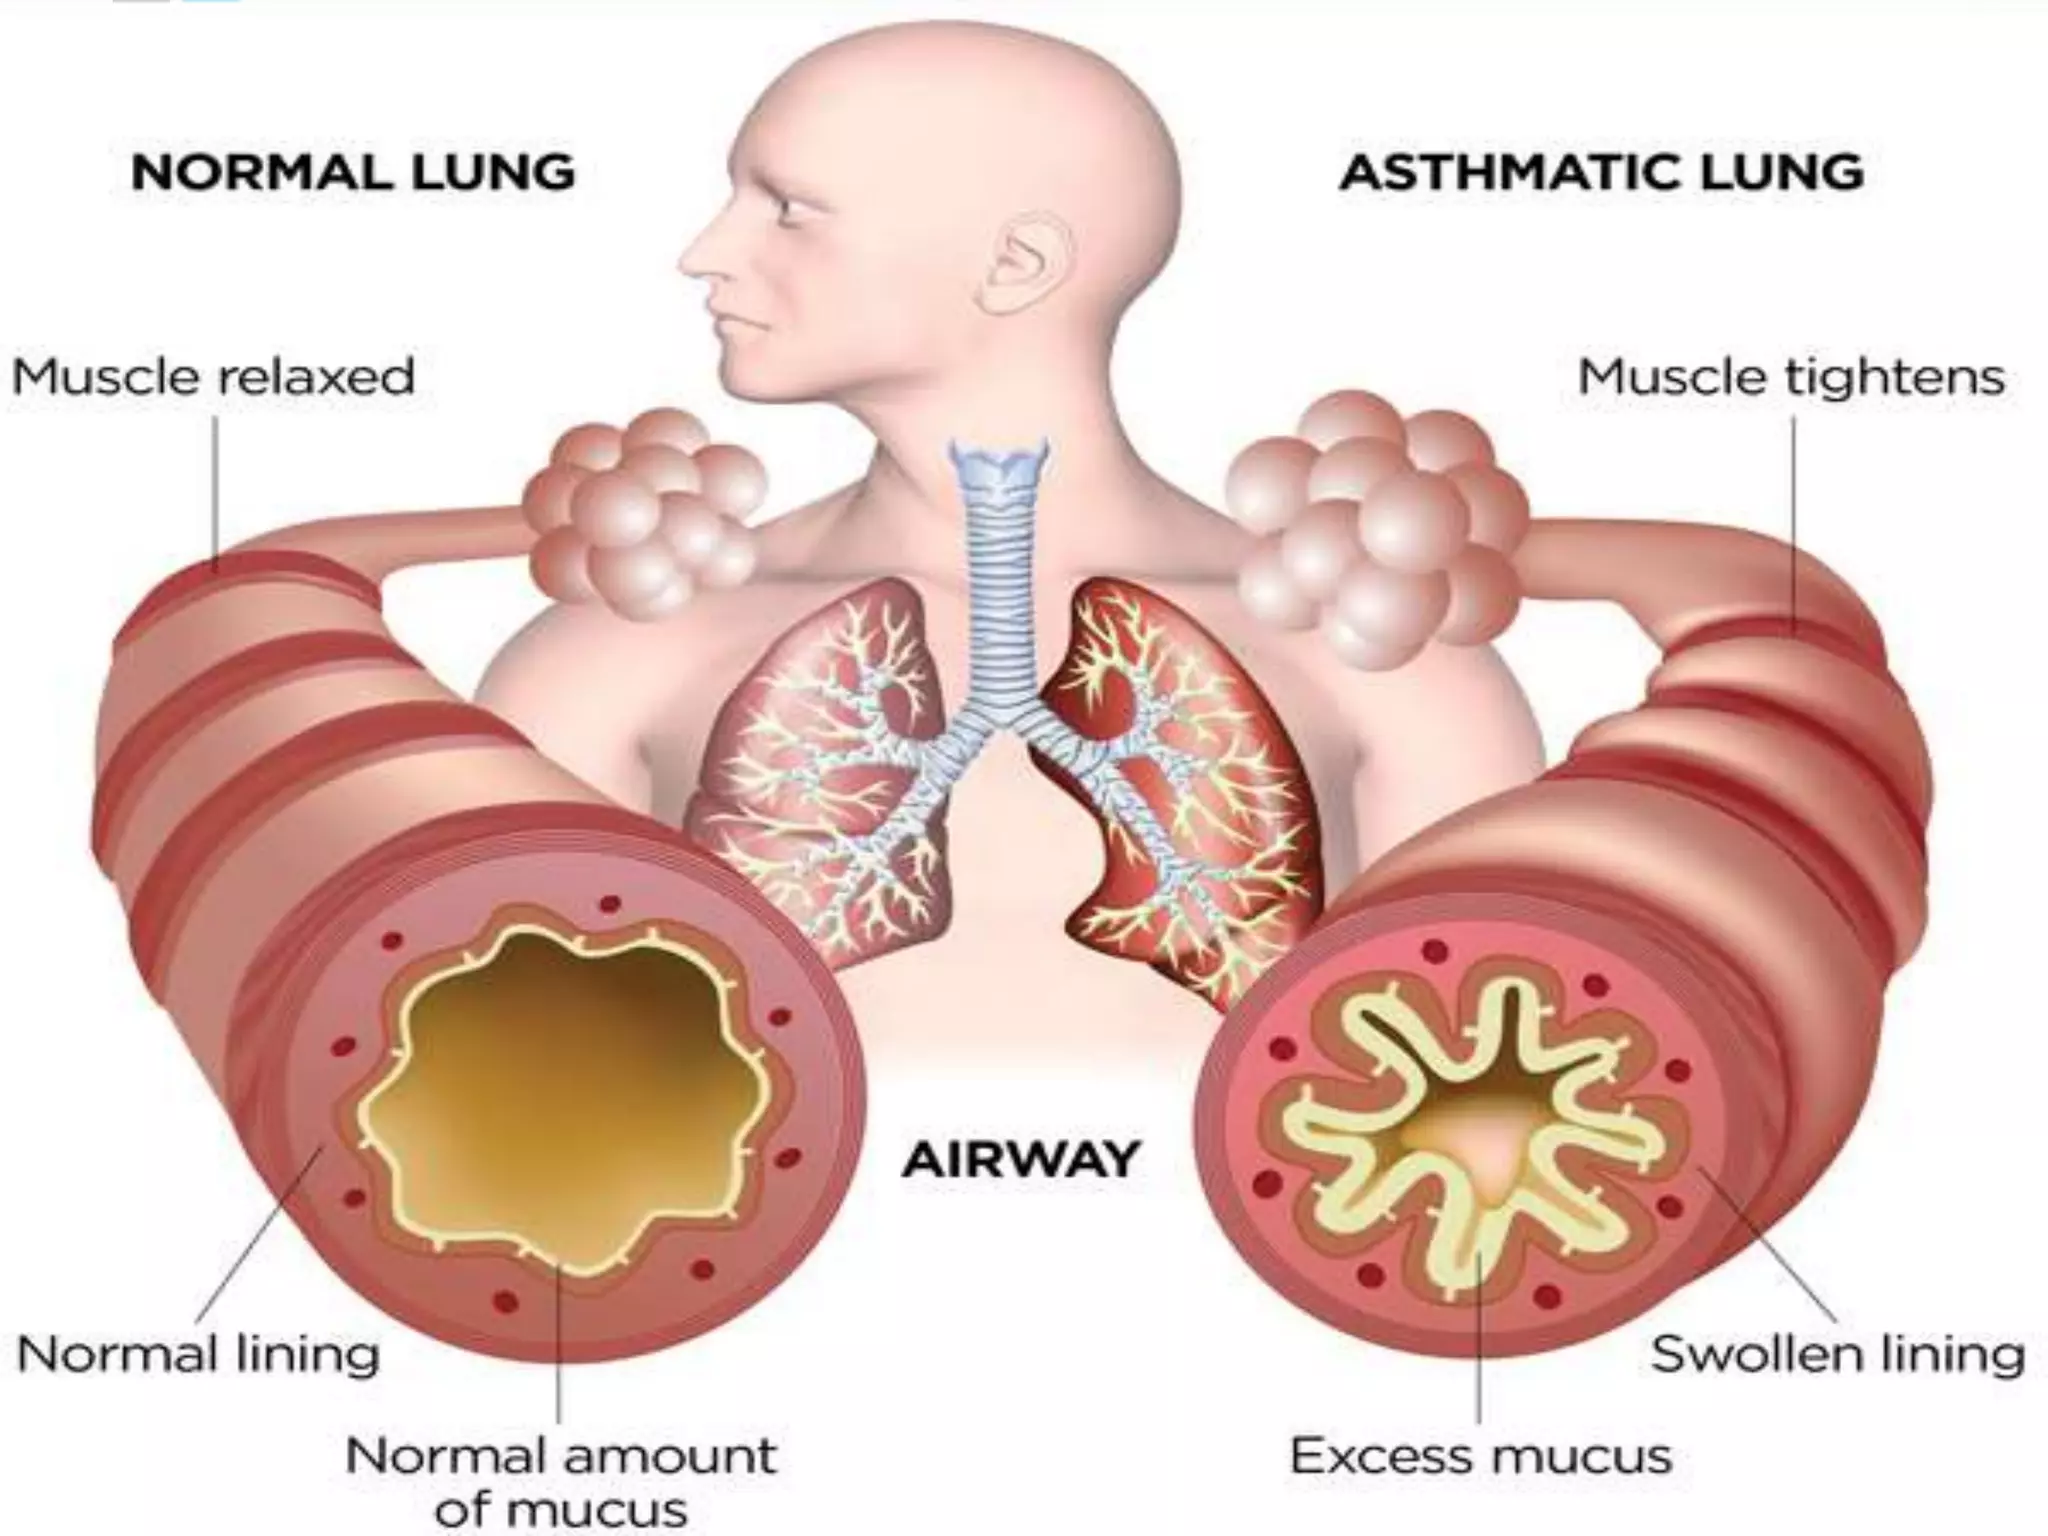 NORMAL LUNG
ASTHMATIC LUNG
Muscle relaxed
Muscle tightens
AIRWAY
Normal lining
Swollen lining
Normal amount
of mucus
Excess mucus